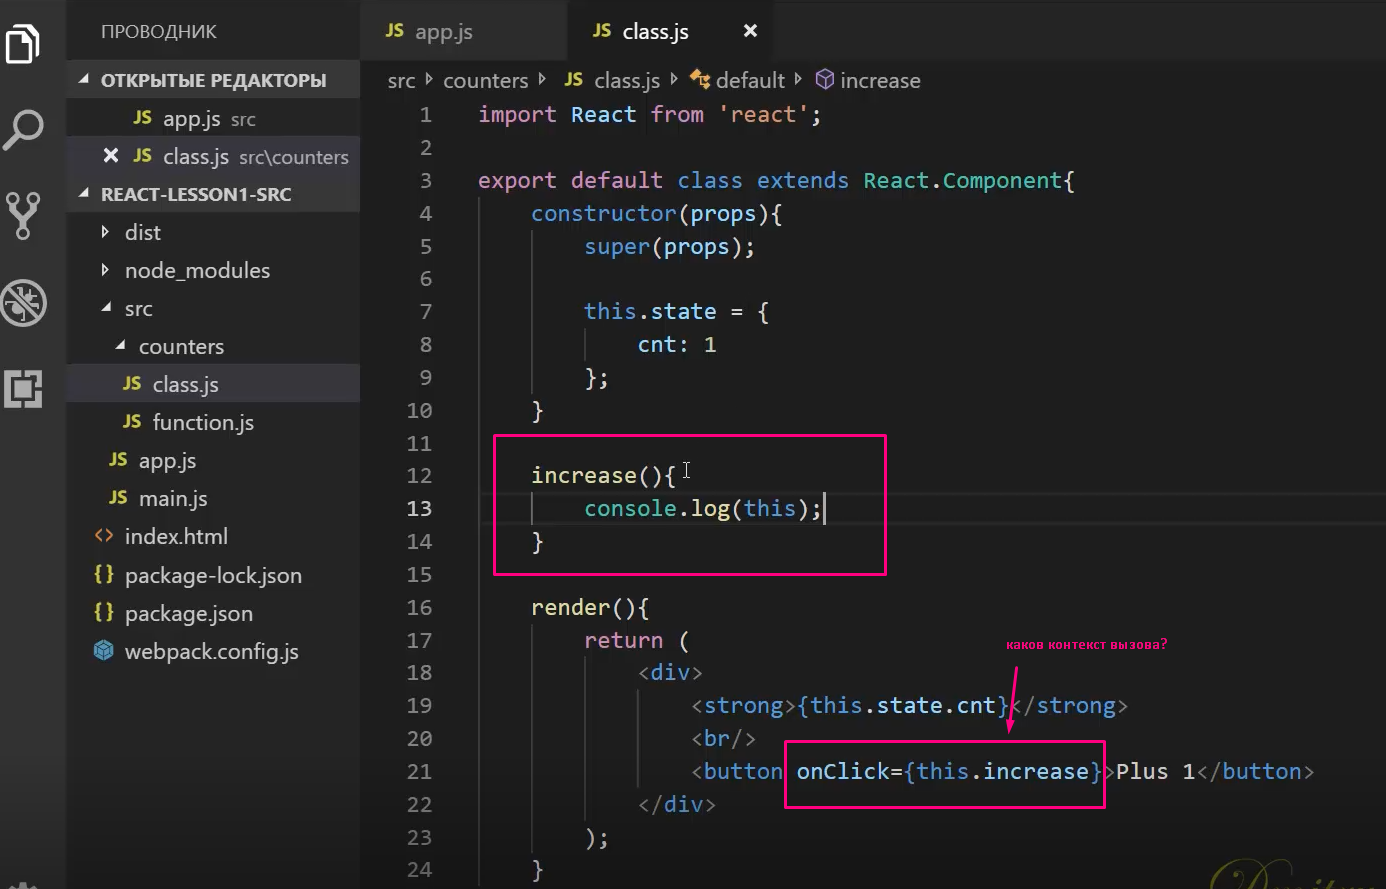 ПРОВОДНИК
ОТКРЫТЫЕ РЕДАКТОРЫ
JS app.js src
JS class.js src\counters
REACT-LESSON1-SRC
dist
node_modules
src
counters
JS class.js
JS function.js
JS app.js
JS main.js
<> index.html
{} package-lock.json
{} package.json
webpack.config.js
JS app.js
JS class.js
src counters JS class.js default increase
1 import React from 'react';
2
3 export default class extends React.Component{
4 constructor(props){
5 super(props);
6
7 this.state = {
8 cnt: 1
9 };
10 }
11
12 increase(){
13 console.log(this);
14 }
15
16 render(){
17 return (
каков контекст вызова?
18 <div>
19 <strong>{this.state.cnt}</strong>
20 <br/>
21 <button onClick={this.increase}>Plus 1</button>
22 </div>
23 );
24 }